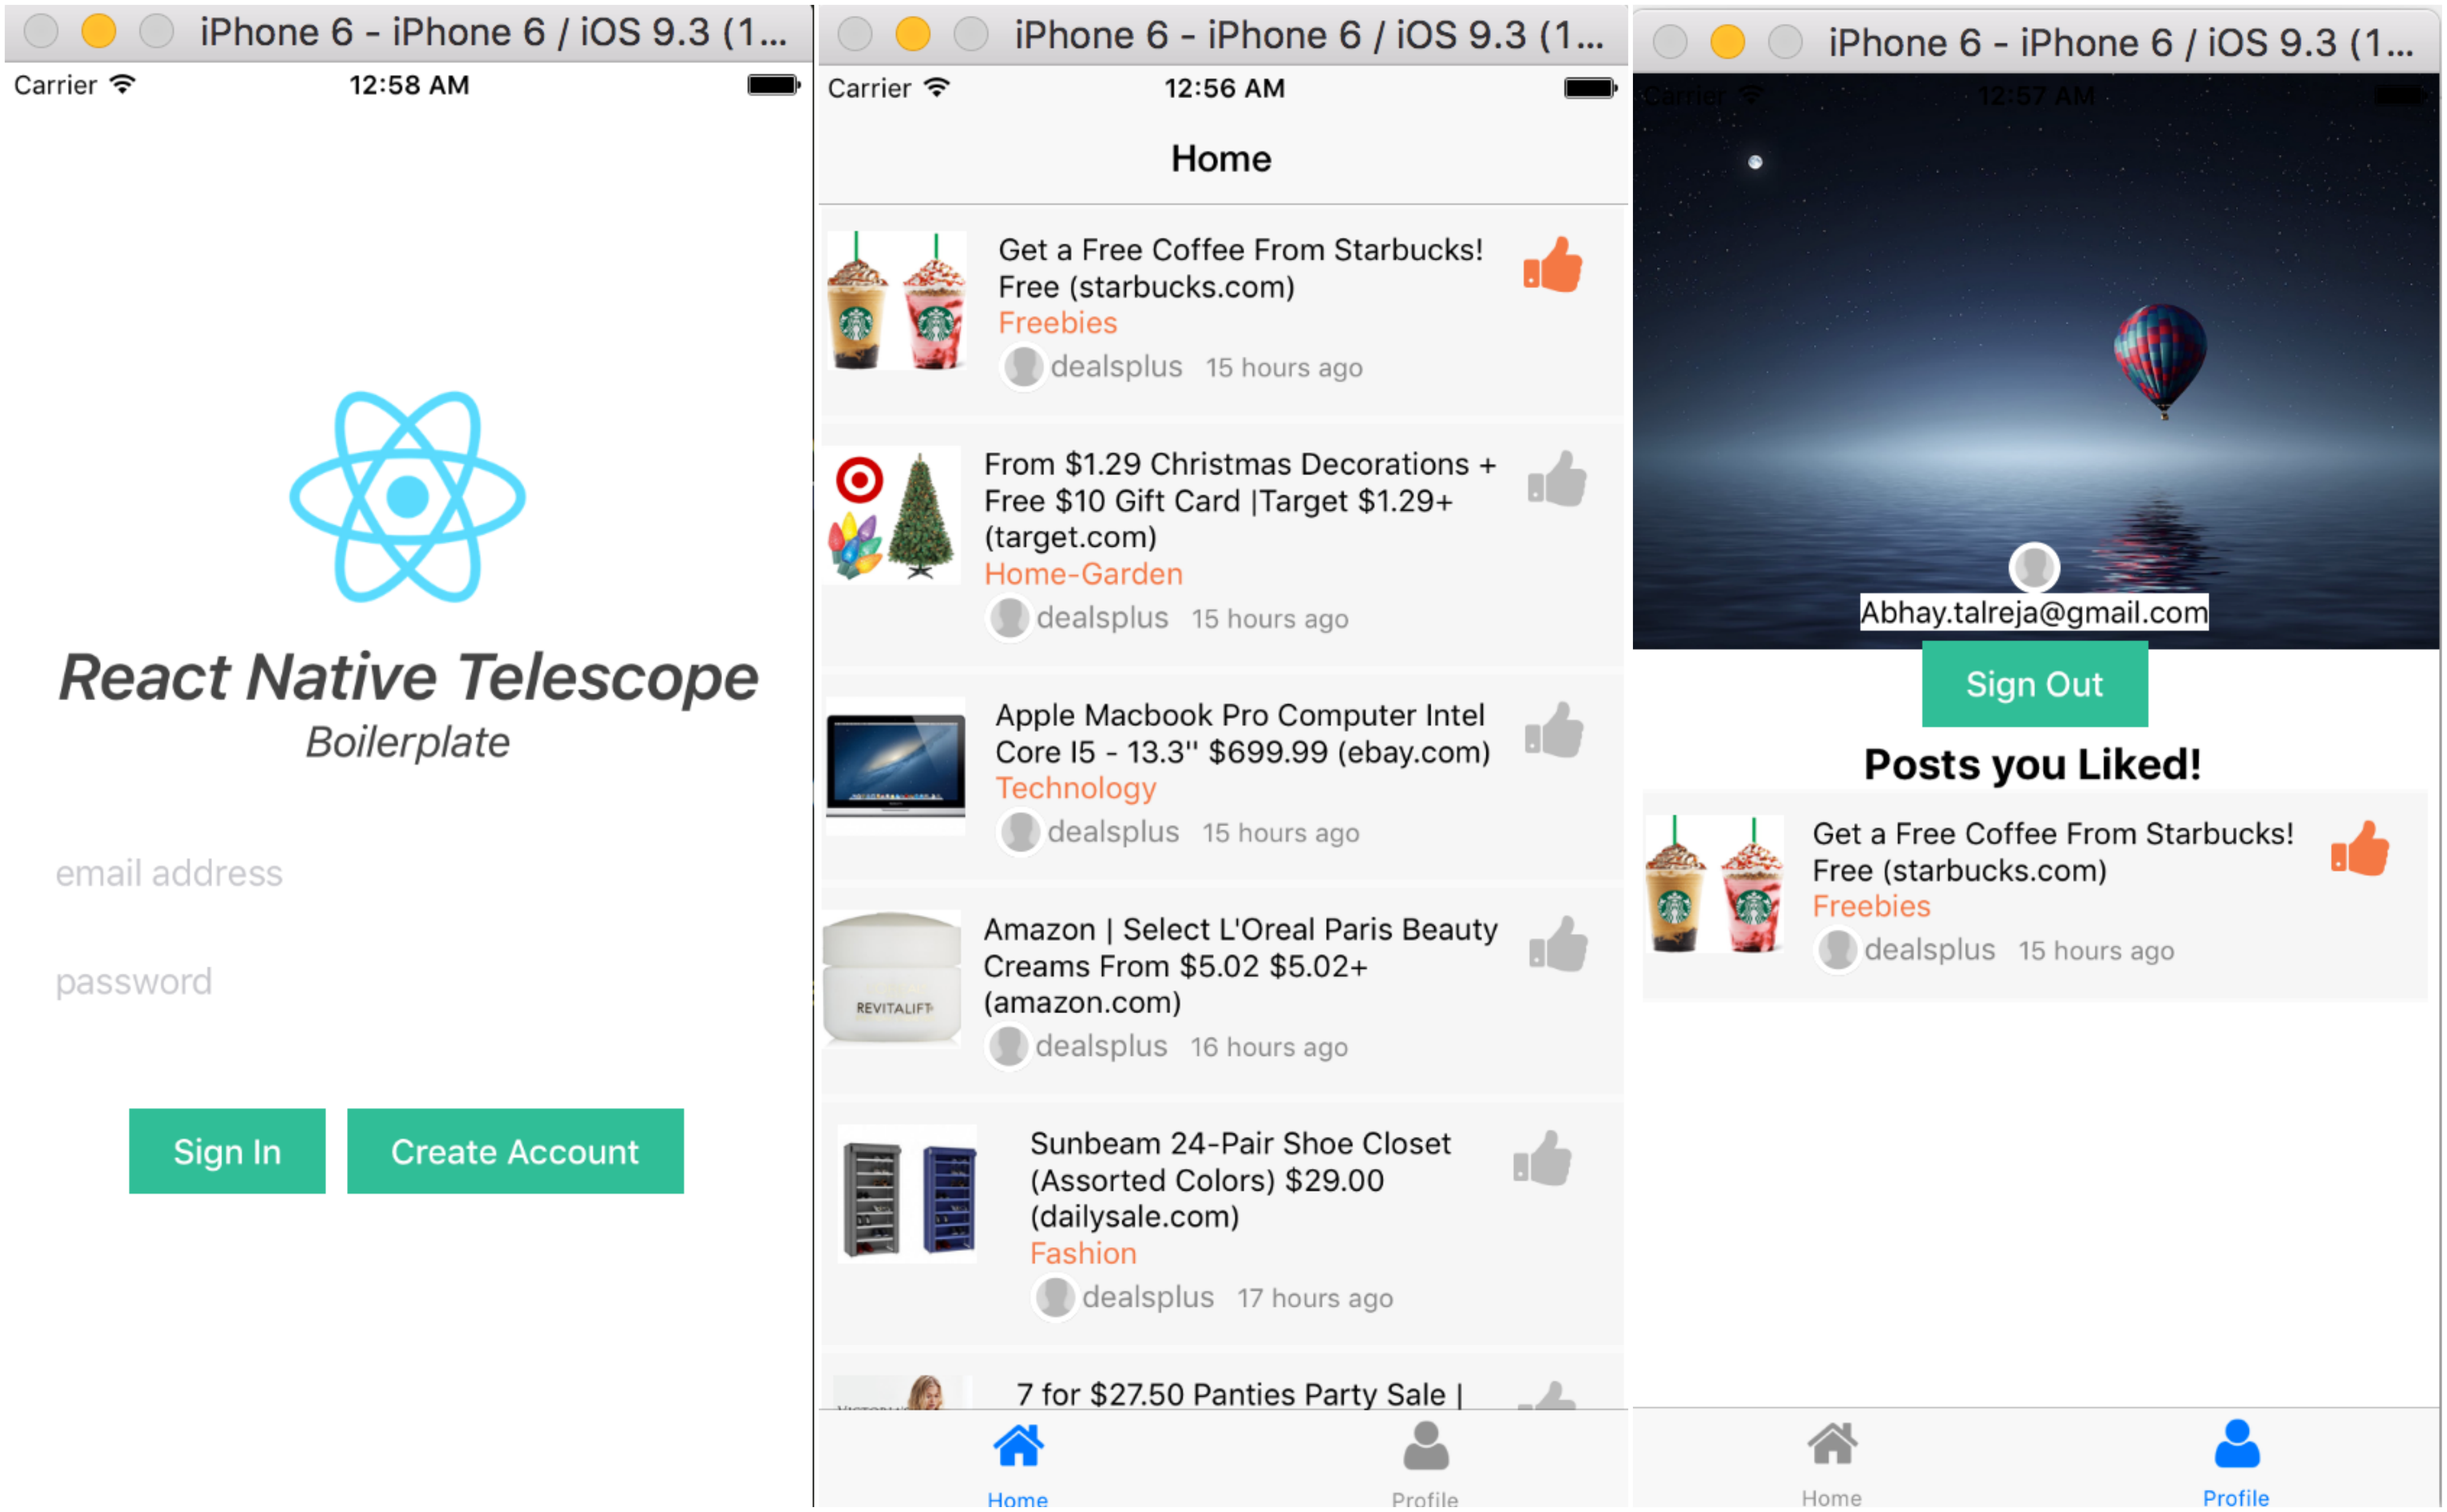 iPhone 6 - iPhone 6 / iOS 9.3 (1...
Carrier 12:58 AM
React Native Telescope
Boilerplate
email address
password
Sign In
Create Account
iPhone 6 - iPhone 6 / iOS 9.3 (1...
Carrier 12:56 AM
Home
Get a Free Coffee From Starbucks!
Free (starbucks.com)
Freebies
dealsplus 15 hours ago
From $1.29 Christmas Decorations +
Free $10 Gift Card |Target $1.29+
(target.com)
Home-Garden
dealsplus 15 hours ago
Apple Macbook Pro Computer Intel
Core I5 - 13.3" $699.99 (ebay.com)
Technology
dealsplus 15 hours ago
Amazon | Select L'Oreal Paris Beauty
Creams From $5.02 $5.02+
(amazon.com)
REVITALIFT
dealsplus 16 hours ago
Sunbeam 24-Pair Shoe Closet
(Assorted Colors) $29.00
(dailysale.com)
Fashion
dealsplus 17 hours ago
7 for $27.50 Panties Party Sale |
Home
Profile
iPhone 6 - iPhone 6 / iOS 9.3 (1...
Carrier 12:57 AM
Abhay.talreja@gmail.com
Sign Out
Posts you Liked!
Get a Free Coffee From Starbucks!
Free (starbucks.com)
Freebies
dealsplus 15 hours ago
Home
Profile